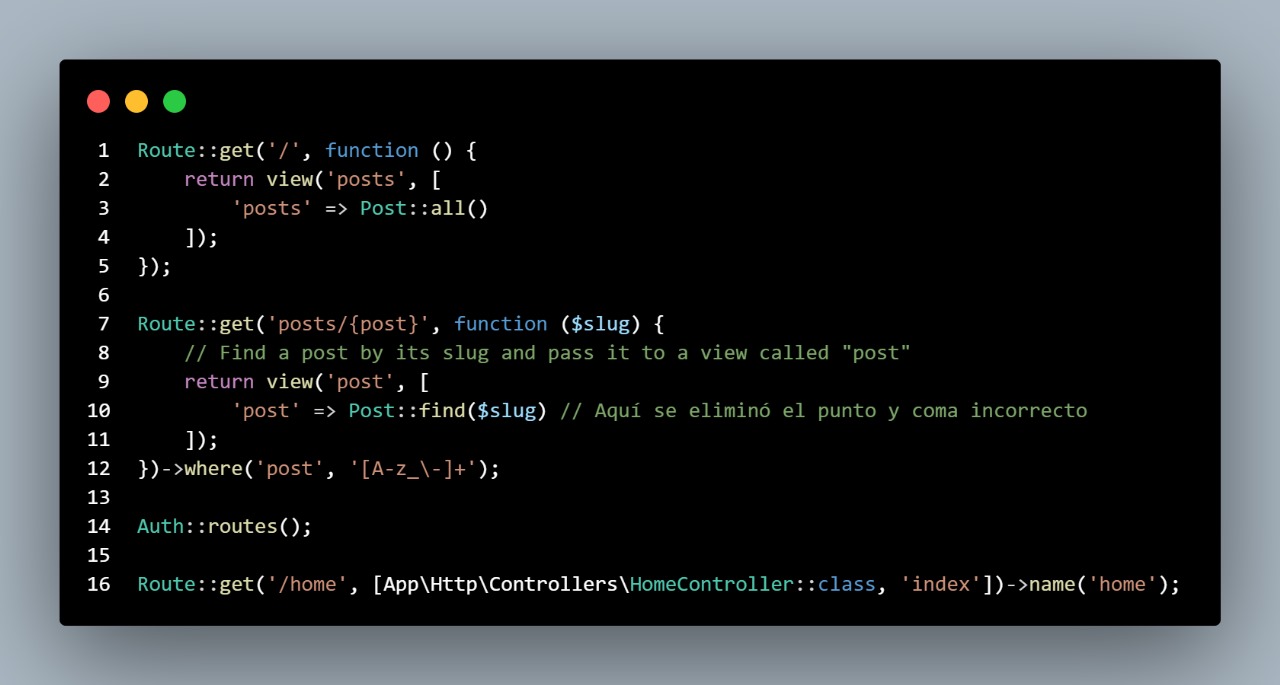 1 Route::get('/', function () {
2     return view('posts', [
3         'posts' => Post::all()
4     ]);
5 });
6
7 Route::get('posts/{post}', function ($slug) {
8     // Find a post by its slug and pass it to a view called "post"
9     return view('post', [
10         'post' => Post::find($slug) // Aquí se eliminó el punto y coma incorrecto
11     ]);
12 })->where('post', '[A-z_\-]+');
13
14 Auth::routes();
15
16 Route::get('/home', [App\Http\Controllers\HomeController::class, 'index'])->name('home');